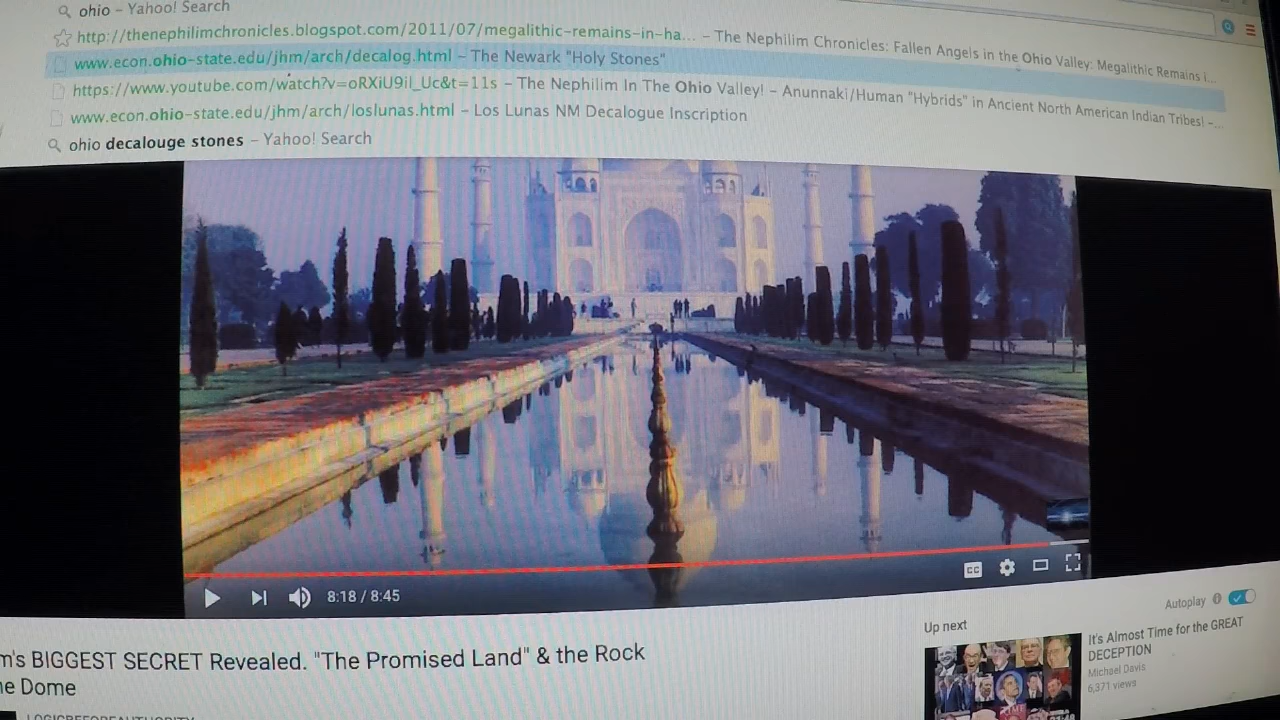 ohio – Yahoo! Search
http://thenephilimchronicles.blogspot.com/2011/07/megalithic-remains-in-ha... – The Nephilim Chronicles: Fallen Angels in the Ohio Valley: Megalithic Remains i...
www.econ.ohio-state.edu/jhm/arch/decalog.html – The Newark "Holy Stones"
https://www.youtube.com/watch?v=oRXiU9il_Uc&t=11s – The Nephilim In The Ohio Valley! – Anunnaki/Human "Hybrids" in Ancient North American Indian Tribes! –...
www.econ.ohio-state.edu/jhm/arch/loslunas.html – Los Lunas NM Decalogue Inscription
ohio decalouge stones – Yahoo! Search
CC
8:18 / 8:45
Autoplay
Up next
m's BIGGEST SECRET Revealed. "The Promised Land" & the Rock
e Dome
It's Almost Time for the GREAT
DECEPTION
Michael Davis
6,371 views
LOGICBEFOREAUTHORITY